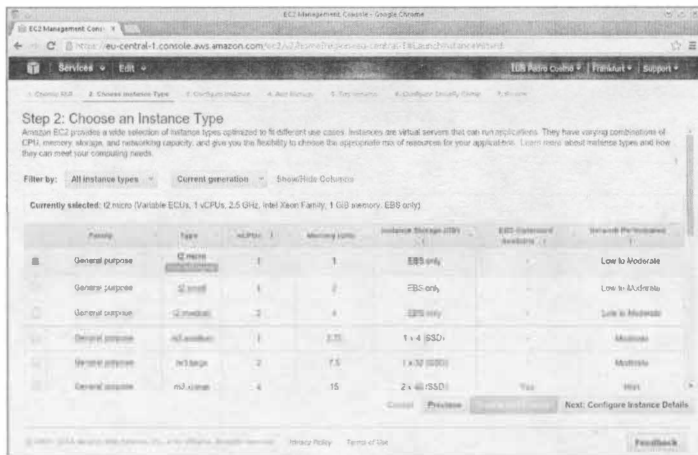 EC2 Management Console - Google Chrome
EC2 Management Cons
https://eu-central-1.console.aws.amazon.com/ec2/v2/home?region=eu-central-1#LaunchInstanceWizard:
Services Edit Frankfurt Support
2. Choose Instance Type 3. Configure Instance 4. Add Storage 6. Configure Security Group 7. Review
Step 2: Choose an Instance Type
Amazon EC2 provides a wide selection of instance types optimized to fit different use cases. Instances are virtual servers that can run applications. They have varying combinations of
CPU, memory, storage, and networking capacity, and give you the flexibility to choose the appropriate mix of resources for your applications. Learn more about instance types and how
they can meet your computing needs.
Filter by: All instance types Current generation Show/Hide Columns
Currently selected: t2.micro (Variable ECUs, 1 vCPUs, 2.5 GHz, Intel Xeon Family, 1 GiB memory, EBS only)
Family Type vCPUs Memory (GiB) Instance Storage (GB) EBS-Optimized Available Network Performance
General purpose t2.micro 1 1 EBS only - Low to Moderate
General purpose t2.small 1 2 EBS only - Low to Moderate
General purpose t2.medium 2 4 EBS only - Low to Moderate
General purpose m3.medium 1 3.75 1 x 4 (SSD) - Moderate
General purpose m3.large 2 7.5 1 x 32 (SSD) - Moderate
General purpose m3.xlarge 4 15 2 x 40 (SSD) Yes High
Cancel Previous Next: Configure Instance Details
Privacy Policy Terms of Use Feedback